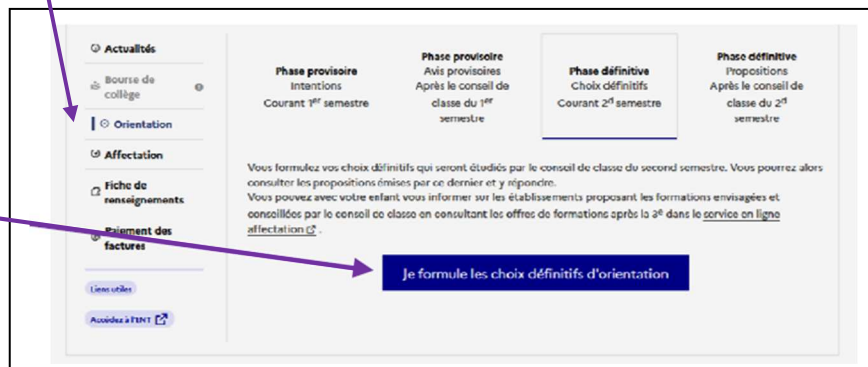 Actualités
Bourse de
collège
Orientation
Affectation
Fiche de
renseignements
Paiement des
factures
Liens utiles
Accédez à l'ENT
Phase provisoire
Intentions
Courant 1er semestre
Phase provisoire
Avis provisoires
Après le conseil de
classe du 1er
semestre
Phase définitive
Choix définitifs
Courant 2d semestre
Phase définitive
Propositions
Après le conseil de
classe du 2d
semestre
Vous formulez vos choix définitifs qui seront étudiés par le conseil de classe du second semestre. Vous pourrez alors
consulter les propositions émises par ce dernier et y répondre.
Vous pouvez avec votre enfant vous informer sur les établissements proposant les formations envisagées et
conseillées par le conseil de classe en consultant les offres de formations après la 3e dans le service en ligne
affectation .
Je formule les choix définitifs d'orientation